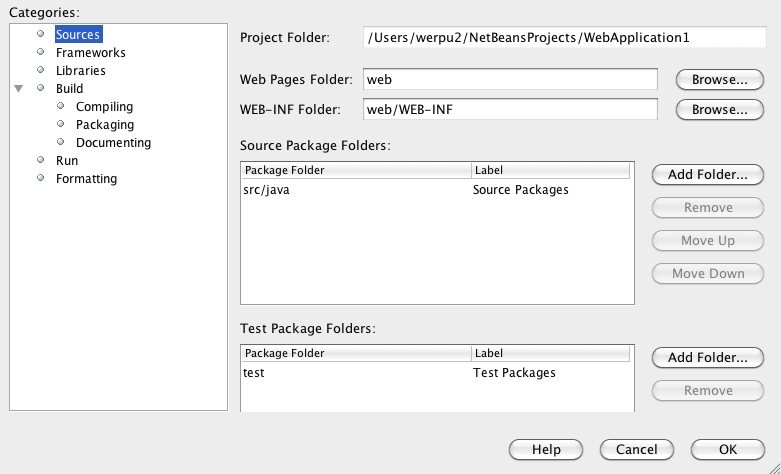 Categories:
Sources
Frameworks
Libraries
Build
Compiling
Packaging
Documenting
Run
Formatting
Project Folder: /Users/werpu2/NetBeansProjects/WebApplication1
Web Pages Folder: web Browse...
WEB-INF Folder: web/WEB-INF Browse...
Source Package Folders:
Package Folder Label
src/java Source Packages
Add Folder...
Remove
Move Up
Move Down
Test Package Folders:
Package Folder Label
test Test Packages
Add Folder...
Remove
Help Cancel OK